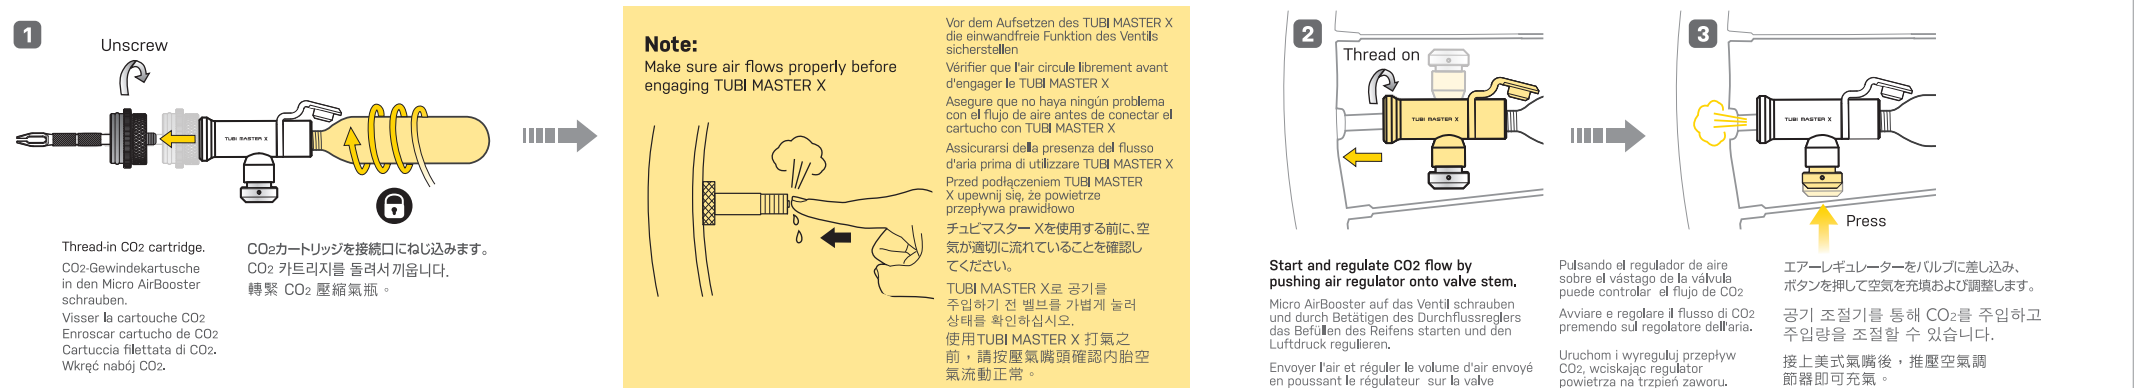 1
Unscrew
TUBI MASTER X
Thread-in CO2 cartridge.
CO2-Gewindekartusche
in den Micro AirBooster
schrauben.
Visser la cartouche CO2
Enroscar cartucho de CO2
Cartuccia filettata di CO2.
Wkręć nabój CO2.
CO2カートリッジを接続口にねじ込みます。
CO2 카트리지를 돌려서 끼웁니다.
轉緊 CO2 壓縮氣瓶。
Note:
Make sure air flows properly before
engaging TUBI MASTER X
Vor dem Aufsetzen des TUBI MASTER X
die einwandfreie Funktion des Ventils
sicherstellen
Vérifier que l'air circule librement avant
d'engager le TUBI MASTER X
Asegure que no haya ningún problema
con el flujo de aire antes de conectar el
cartucho con TUBI MASTER X
Assicurarsi della presenza del flusso
d'aria prima di utilizzare TUBI MASTER X
Przed podłączeniem TUBI MASTER
X upewnij się, że powietrze
przepływa prawidłowo
チュビマスター Xを使用する前に、空
気が適切に流れていることを確認し
てください。
TUBI MASTER X로 공기를
주입하기 전 벨브를 가볍게 눌러
상태를 확인하십시오.
使用TUBI MASTER X 打氣之
前，請按壓氣嘴頭確認內胎空
氣流動正常。
2
Thread on
TUBI MASTER X
Start and regulate CO2 flow by
pushing air regulator onto valve stem.
Micro AirBooster auf das Ventil schrauben
und durch Betätigen des Durchflussreglers
das Befüllen des Reifens starten und den
Luftdruck regulieren.
Envoyer l'air et réguler le volume d'air envoyé
en poussant le régulateur sur la valve
3
TUBI MASTER X
Press
Pulsando el regulador de aire
sobre el vástago de la válvula
puede controlar el flujo de CO2
Avviare e regolare il flusso di CO2
premendo sul regolatore dell'aria.
Uruchom i wyreguluj przepływ
CO2, wciskając regulator
powietrza na trzpień zaworu.
エアーレギュレーターをバルブに差し込み、
ボタンを押して空気を充填および調整します。
공기 조절기를 통해 CO2를 주입하고
주입량을 조절할 수 있습니다.
接上美式氣嘴後，推壓空氣調
節器即可充氣。